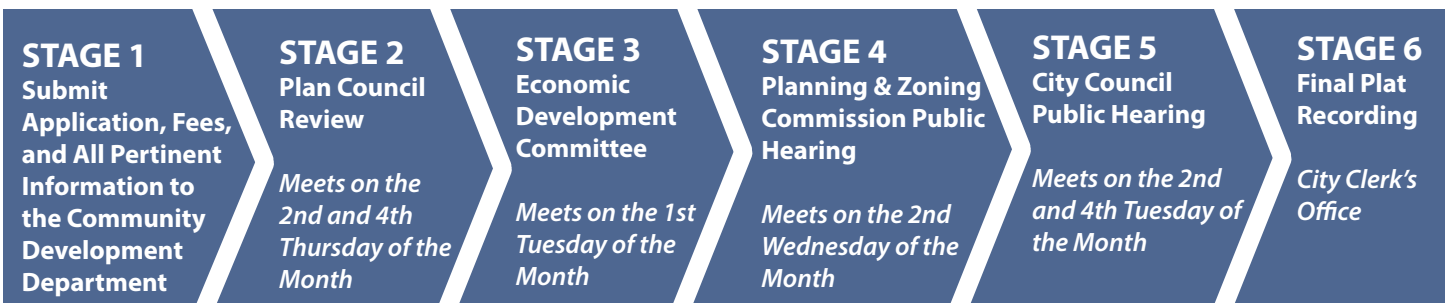 STAGE 1
Submit
Application, Fees,
and All Pertinent
Information to
the Community
Development
Department
STAGE 2
Plan Council
Review
Meets on the
2nd and 4th
Thursday of the
Month
STAGE 3
Economic
Development
Committee
Meets on the 1st
Tuesday of the
Month
STAGE 4
Planning & Zoning
Commission Public
Hearing
Meets on the 2nd
Wednesday of the
Month
STAGE 5
City Council
Public Hearing
Meets on the 2nd
and 4th Tuesday of
the Month
STAGE 6
Final Plat
Recording
City Clerk's
Office